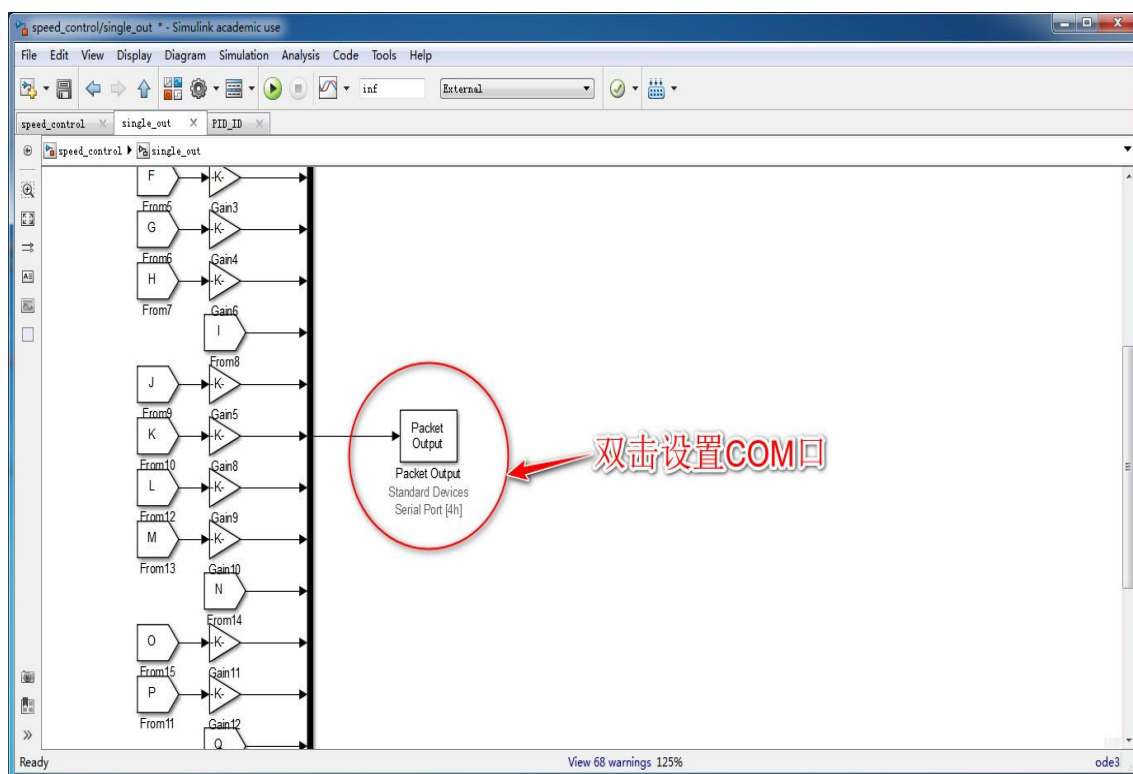 speed_control/single_out * - Simulink academic use
File Edit View Display Diagram Simulation Analysis Code Tools Help
inf External
speed_control single_out PID_ID
speed_control single_out
F -K-
From5 Gain3
G -K-
From6 Gain4
H -K-
From7 Gain6
I
From8
J -K-
From9 Gain5
K -K-
From10 Gain8
L -K-
From12 Gain9
M -K-
From13 Gain10
N
From14
O -K-
From15 Gain11
P -K-
From11 Gain12
Q
Packet
Output
Packet Output
Standard Devices
Serial Port [4h]
双击设置COM口
Ready View 68 warnings 125% ode3